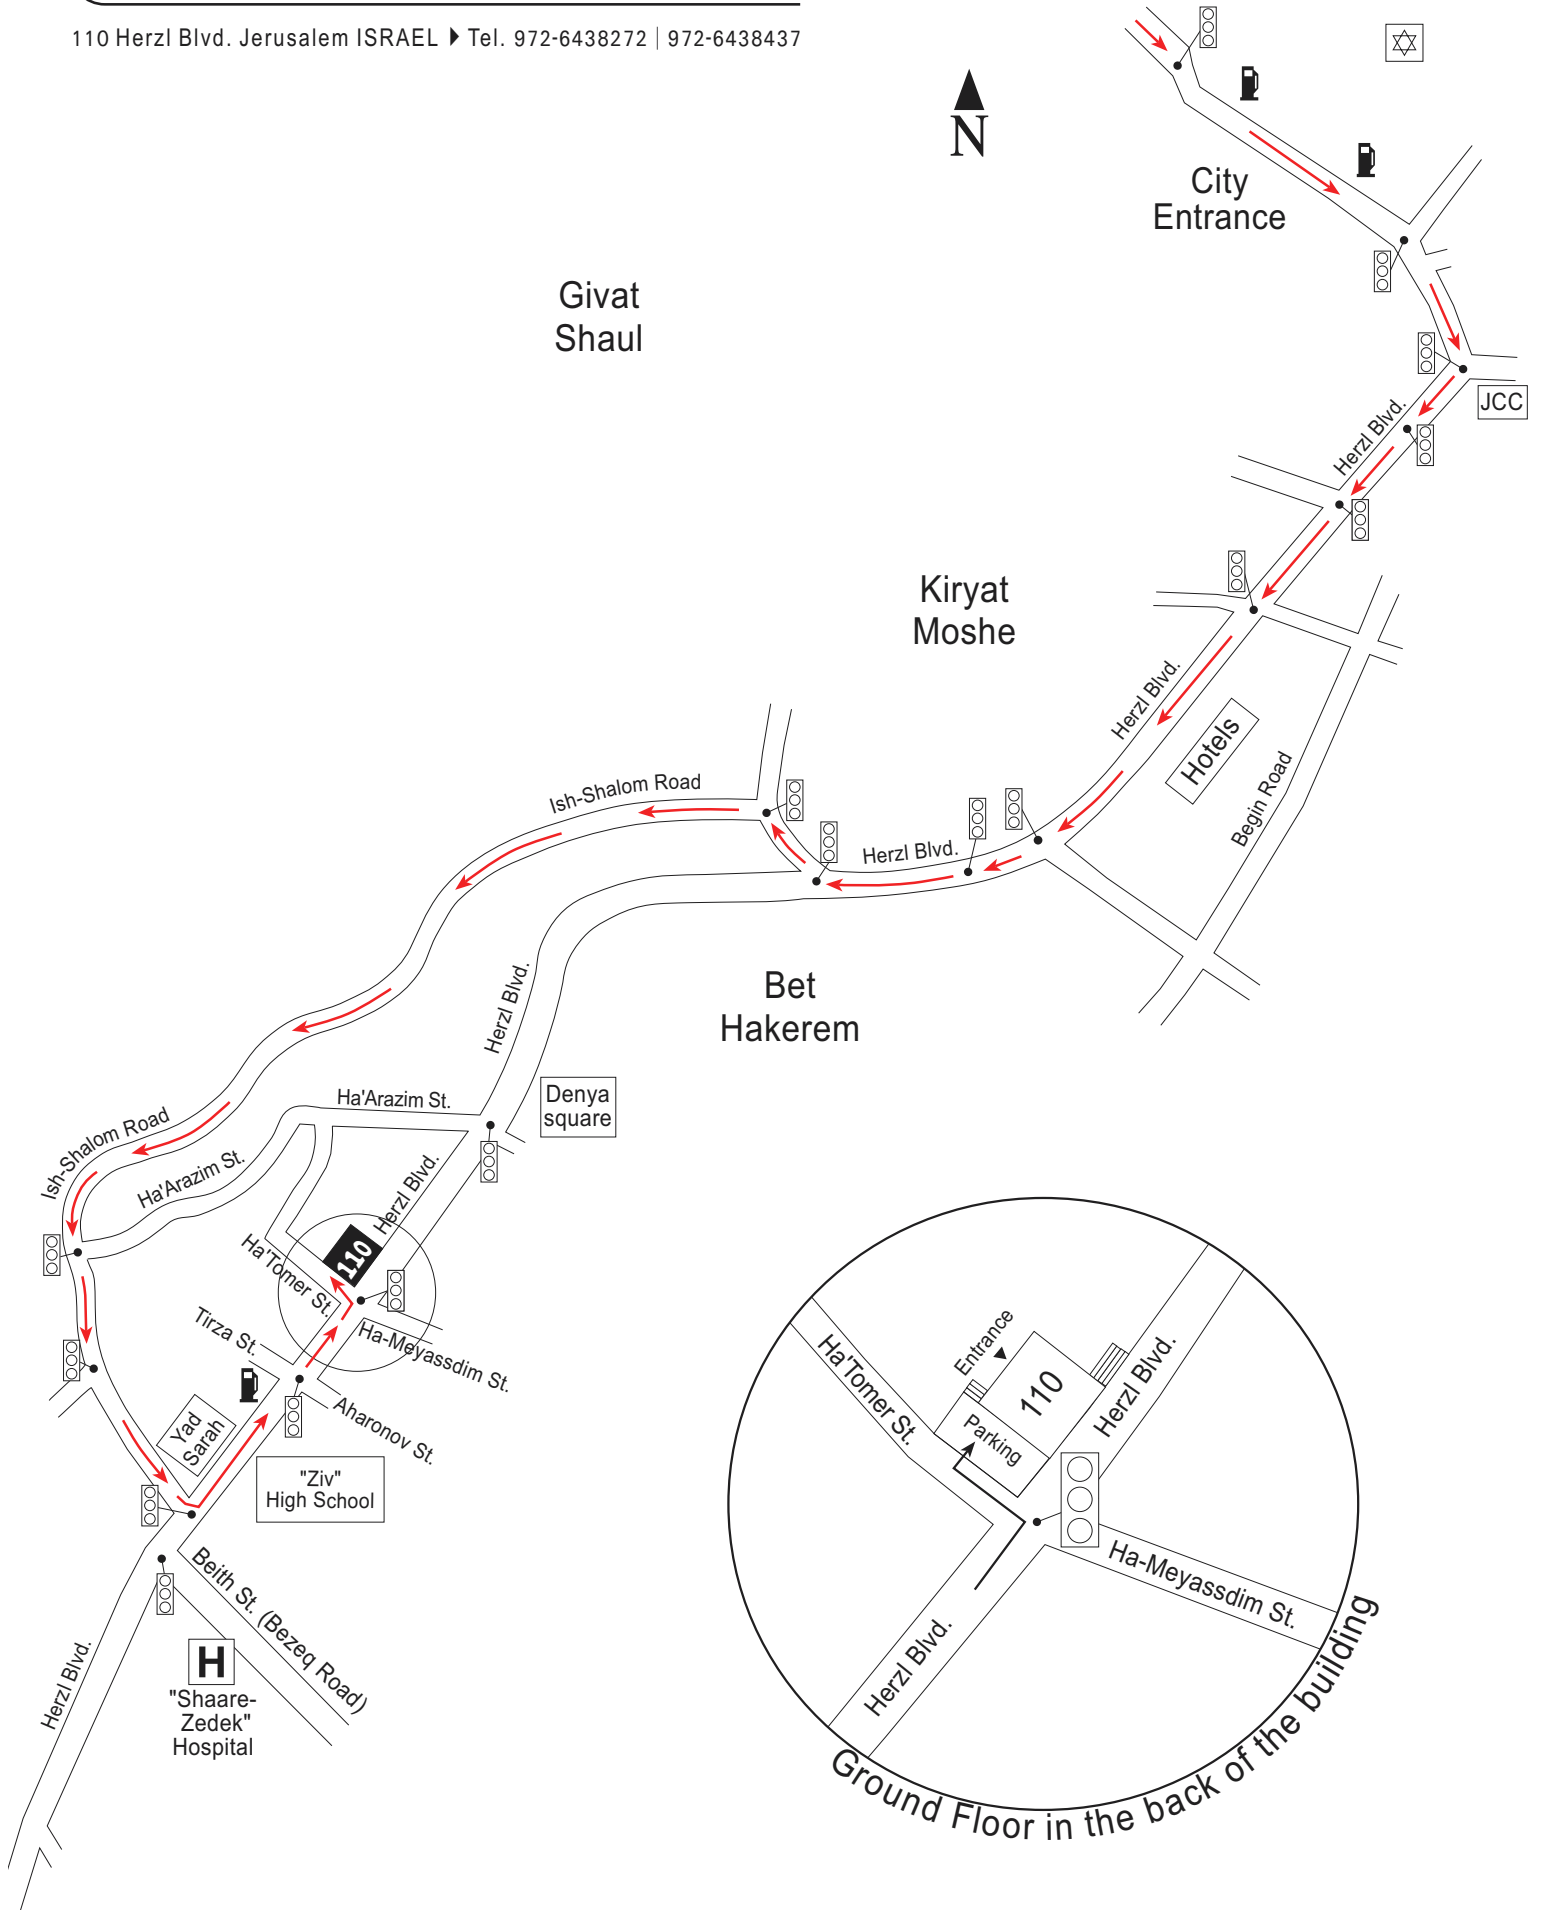 110 Herzl Blvd. Jerusalem ISRAEL ▶ Tel. 972-6438272 | 972-6438437
N
City
Entrance
Givat
Shaul
JCC
Herzl Blvd.
Kiryat
Moshe
Herzl Blvd.
Hotels
Begin Road
Ish-Shalom Road
Herzl Blvd.
Bet
Hakerem
Herzl Blvd.
Denya
square
Ha'Arazim St.
Ish-Shalom Road
Ha'Arazim St.
Herzl Blvd.
110
Ha'Tomer St.
Tirza St.
Ha-Meyassdim St.
Aharonov St.
Yad
Sarah
"Ziv"
High School
Beith St. (Bezeq Road)
Herzl Blvd.
H
"Shaare-
Zedek"
Hospital
Entrance
110
Parking
Ha'Tomer St.
Herzl Blvd.
Ha-Meyassdim St.
Herzl Blvd.
Ground Floor in the back of the building